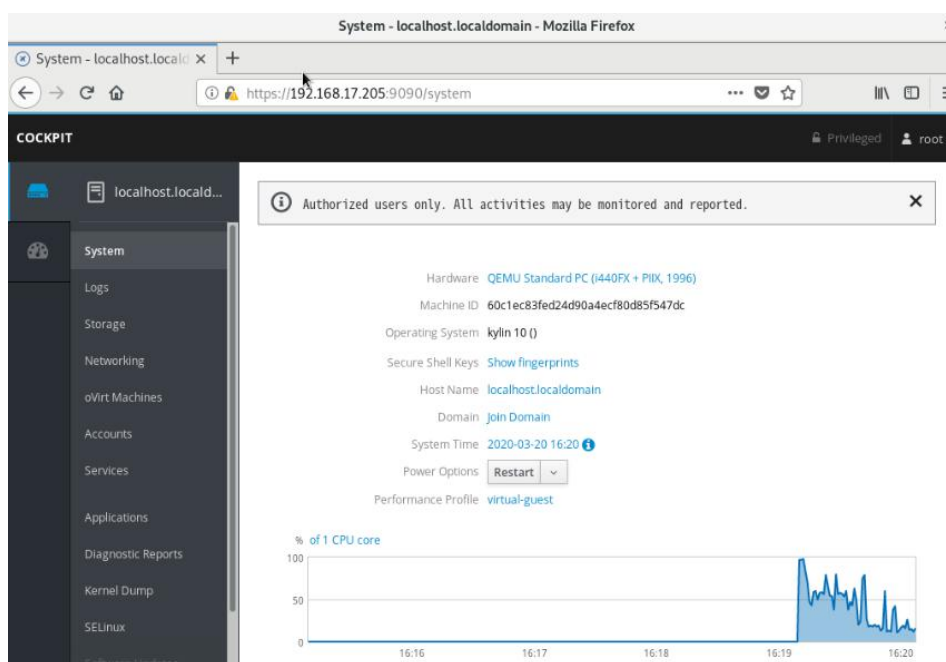 System - localhost.localdomain - Mozilla Firefox
System - localhost.locald
https://192.168.17.205:9090/system
COCKPIT
Privileged
root
localhost.locald...
Authorized users only. All activities may be monitored and reported.
System
Logs
Storage
Networking
oVirt Machines
Accounts
Services
Applications
Diagnostic Reports
Kernel Dump
SELinux
Hardware QEMU Standard PC (i440FX + PIIX, 1996)
Machine ID 60c1ec83fed24d90a4ecf80d85f547dc
Operating System kylin 10 ()
Secure Shell Keys Show fingerprints
Host Name localhost.localdomain
Domain Join Domain
System Time 2020-03-20 16:20
Power Options Restart
Performance Profile virtual-guest
% of 1 CPU core
100
50
0
16:16 16:17 16:18 16:19 16:20